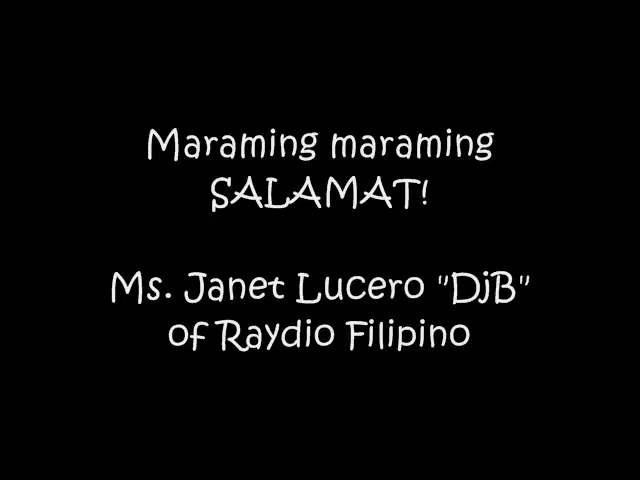 Maraming maraming
SALAMAT!
Ms. Janet Lucero "DjB"
of Raydio Filipino